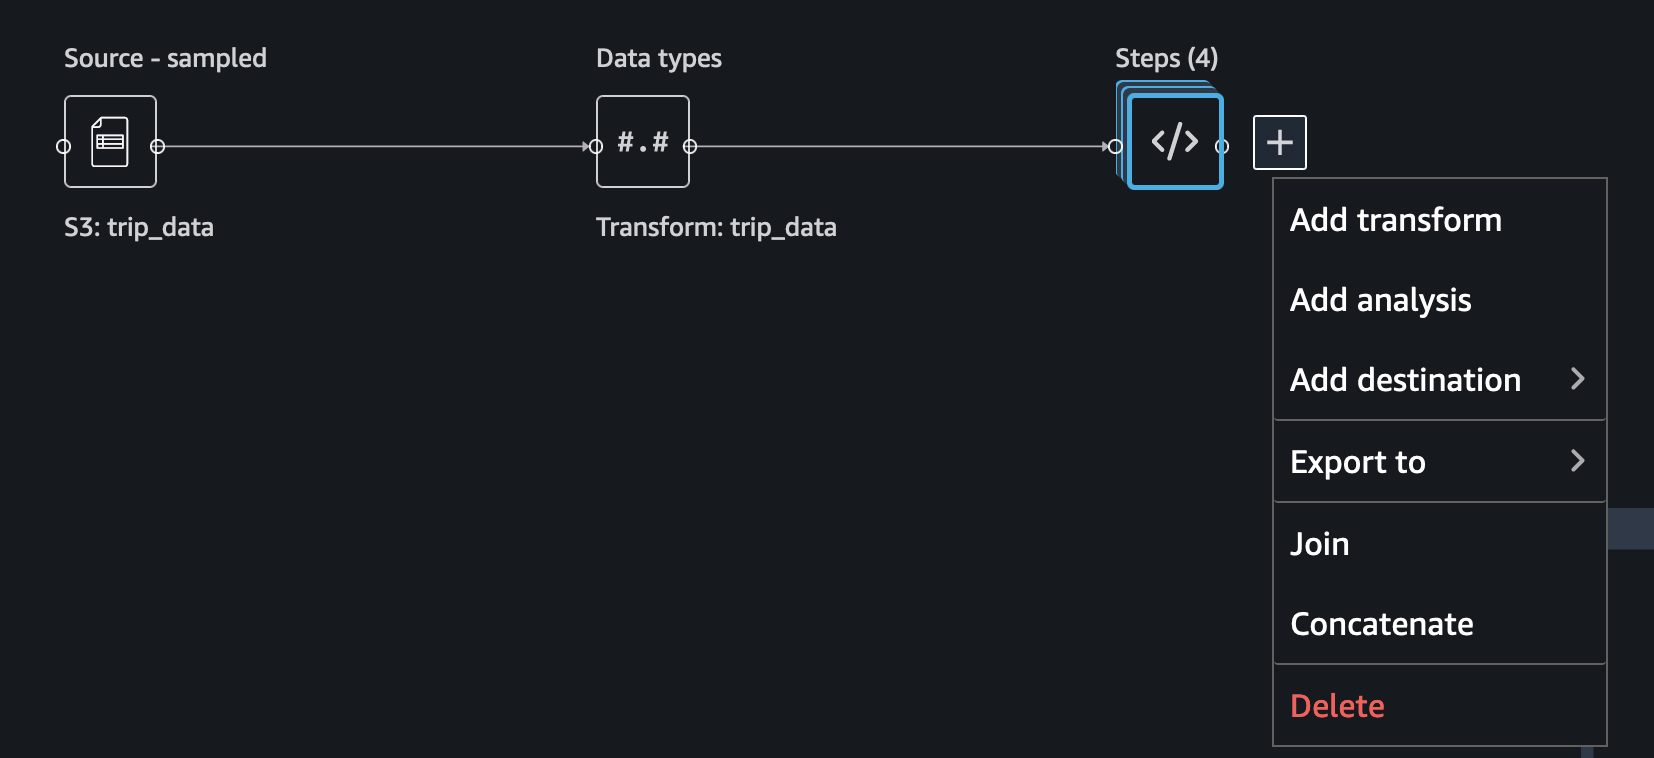 Source - sampled
Data types
Steps (4)
#.#
</>
S3: trip_data
Transform: trip_data
Add transform
Add analysis
Add destination
Export to
Join
Concatenate
Delete